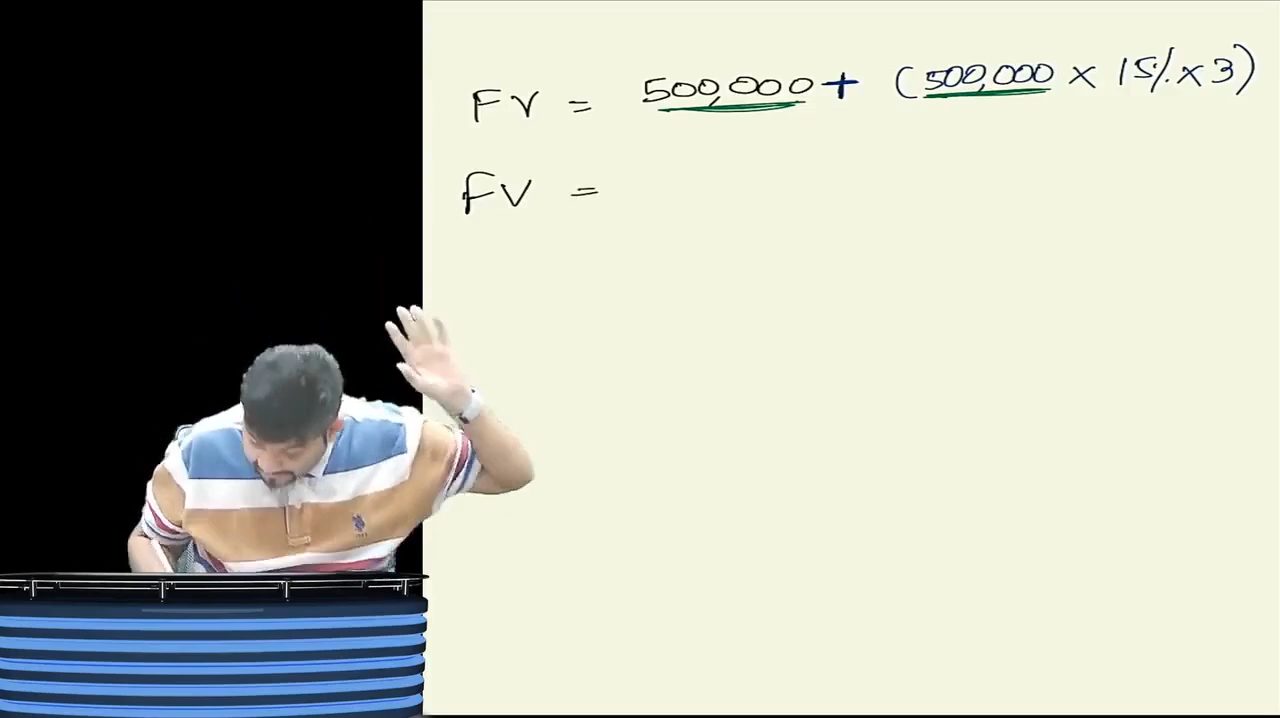 FV = 500,000 + (500,000 × 15% × 3)
FV =